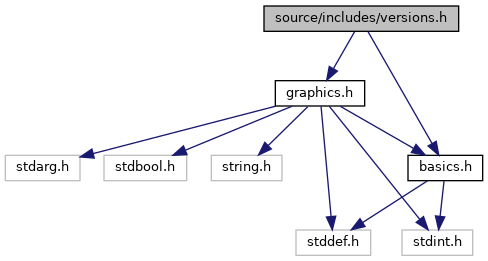 source/includes/versions.h
graphics.h
stdarg.h
stdbool.h
string.h
basics.h
stddef.h
stdint.h